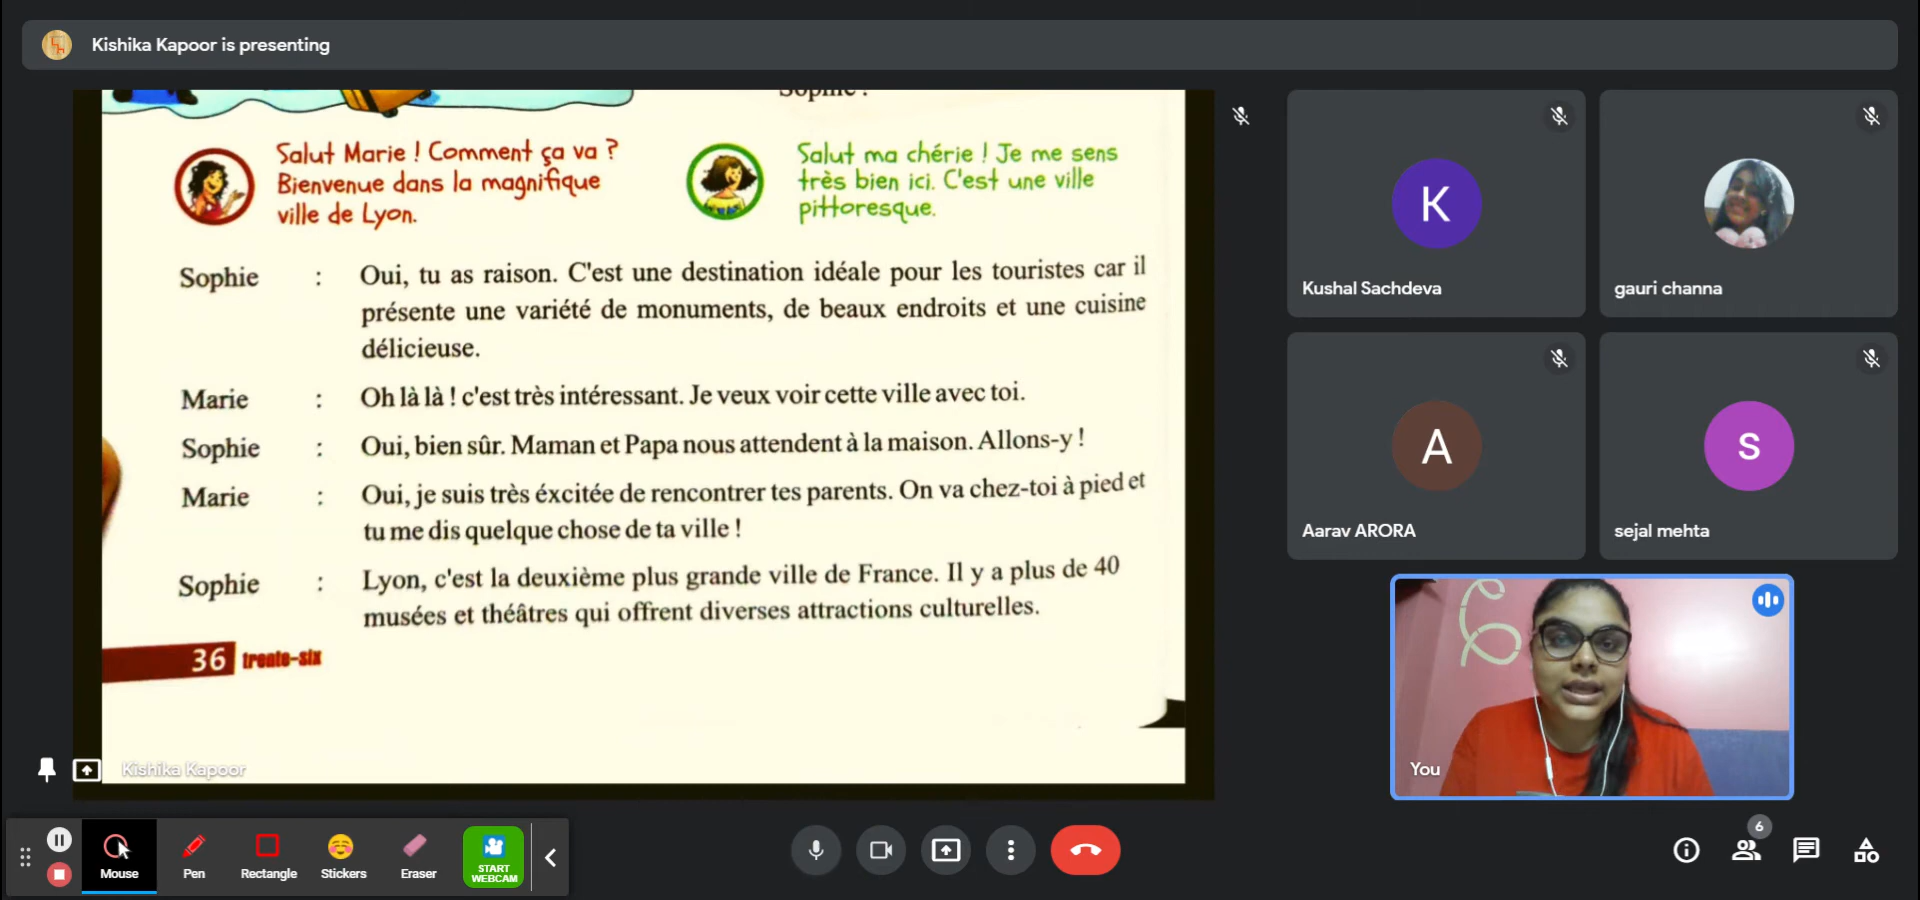 Kishika Kapoor is presenting
Sophie :
Salut Marie ! Comment ça va ?
Bienvenue dans la magnifique
ville de Lyon.
Salut ma chérie ! Je me sens
très bien ici. C'est une ville
pittoresque.
Sophie : Oui, tu as raison. C'est une destination idéale pour les touristes car il
présente une variété de monuments, de beaux endroits et une cuisine
délicieuse.
Marie : Oh là là ! c'est très intéressant. Je veux voir cette ville avec toi.
Sophie : Oui, bien sûr. Maman et Papa nous attendent à la maison. Allons-y !
Marie : Oui, je suis très éxcitée de rencontrer tes parents. On va chez-toi à pied et
tu me dis quelque chose de ta ville !
Sophie : Lyon, c'est la deuxième plus grande ville de France. Il y a plus de 40
musées et théâtres qui offrent diverses attractions culturelles.
36 trente-six
Kishika Kapoor
K
Kushal Sachdeva
gauri channa
A
Aarav ARORA
s
sejal mehta
You
Mouse
Pen
Rectangle
Stickers
Eraser
START
WEBCAM
6